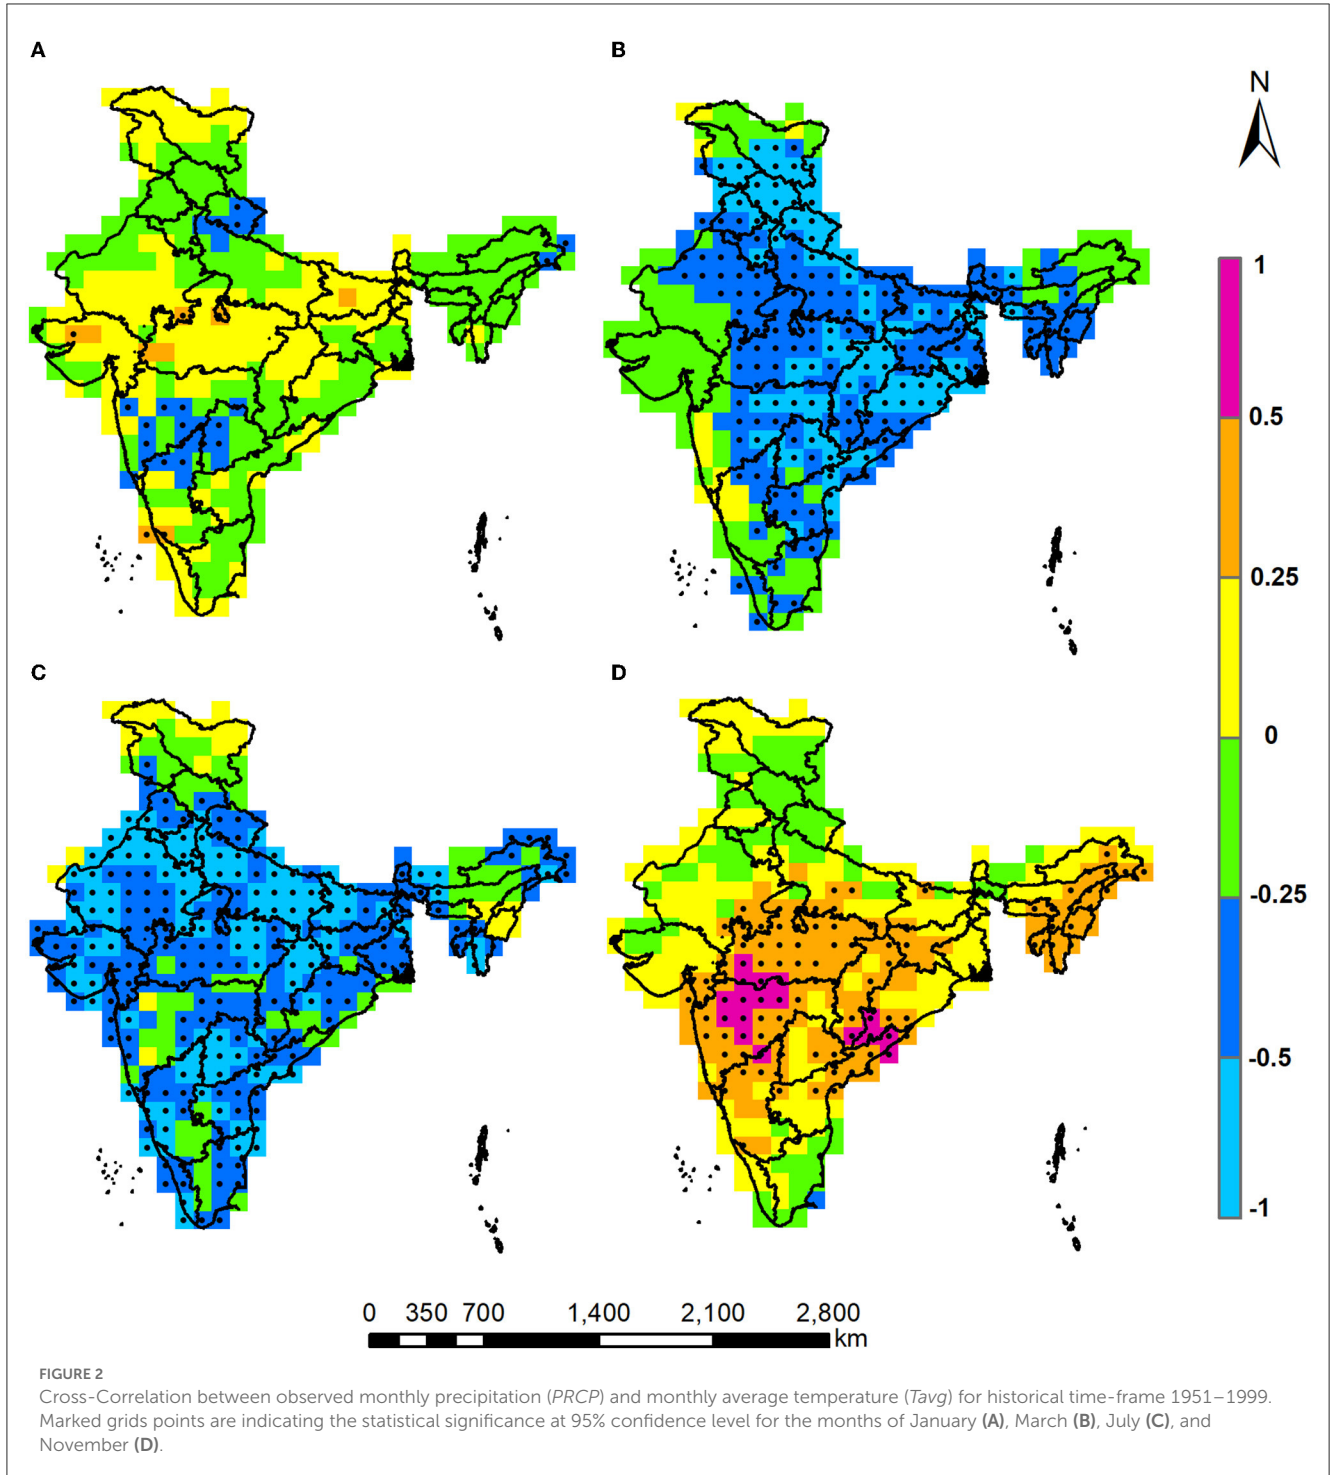 A
B
N
1
0.5
0.25
0
-0.25
-0.5
-1
C
D
0 350 700 1,400 2,100 2,800
km
FIGURE 2
Cross-Correlation between observed monthly precipitation (PRCP) and monthly average temperature (Tavg) for historical time-frame 1951–1999.
Marked grids points are indicating the statistical significance at 95% confidence level for the months of January (A), March (B), July (C), and
November (D).